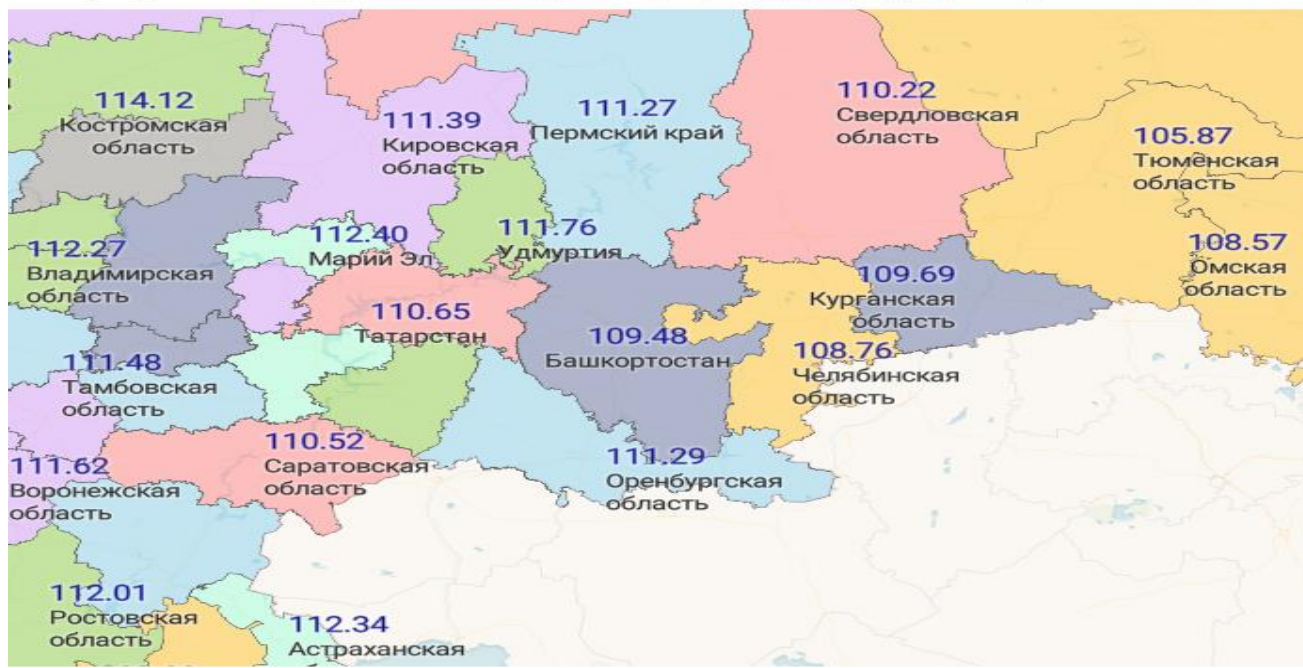 114.12
Костромская
область
111.39
Кировская
область
111.27
Пермский край
110.22
Свердловская
область
105.87
Тюменская
область
112.27
Владимирская
область
112.40
Марий Эл
111.76
Удмуртия
108.57
Омская
область
110.65
Татарстан
109.48
Башкортостан
109.69
Курганская
область
111.48
Тамбовская
область
108.76
Челябинская
область
110.52
Саратовская
область
111.62
Воронежская
область
111.29
Оренбургская
область
112.01
Ростовская
область
112.34
Астраханская